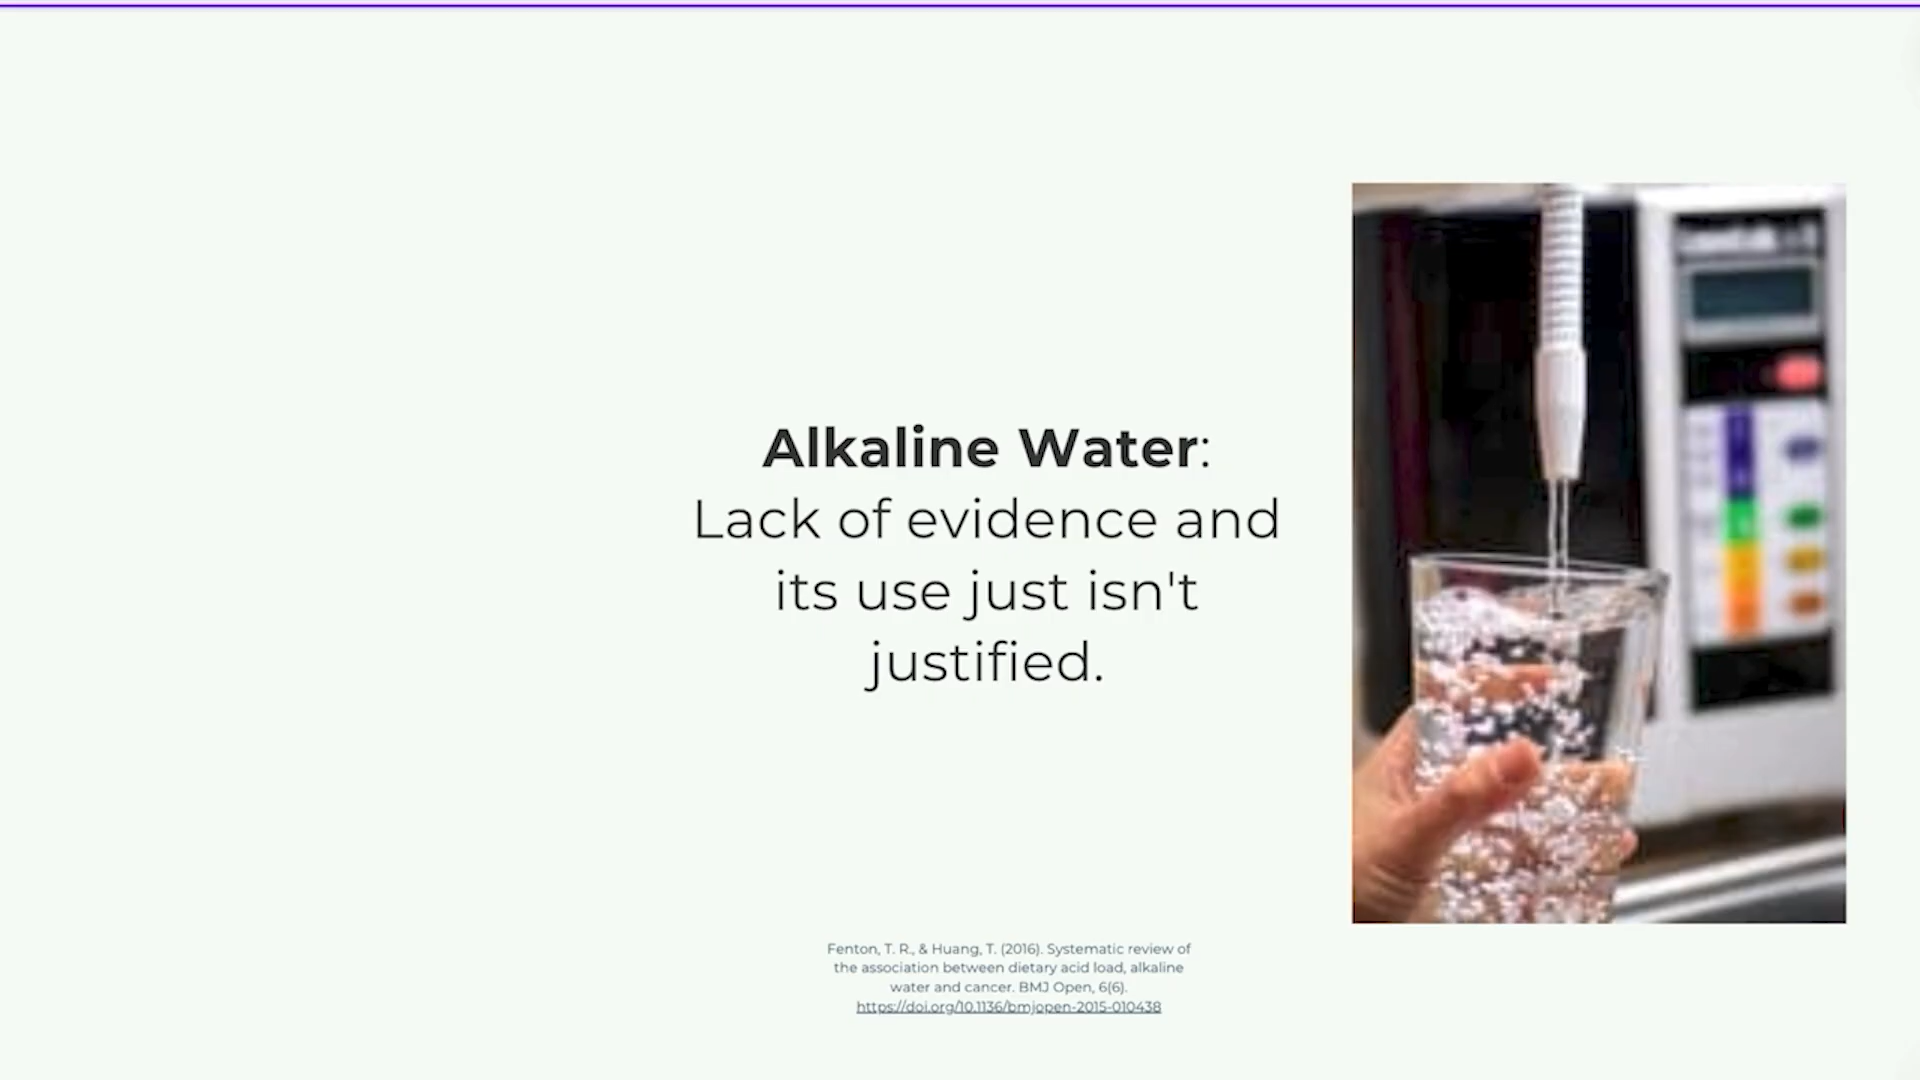 Alkaline Water:
Lack of evidence and
its use just isn't
justified.
Fenton, T. R., & Huang, T. (2016). Systematic review of
the association between dietary acid load, alkaline
water and cancer. BMJ Open, 6(6).
https://doi.org/10.1136/bmjopen-2015-010438